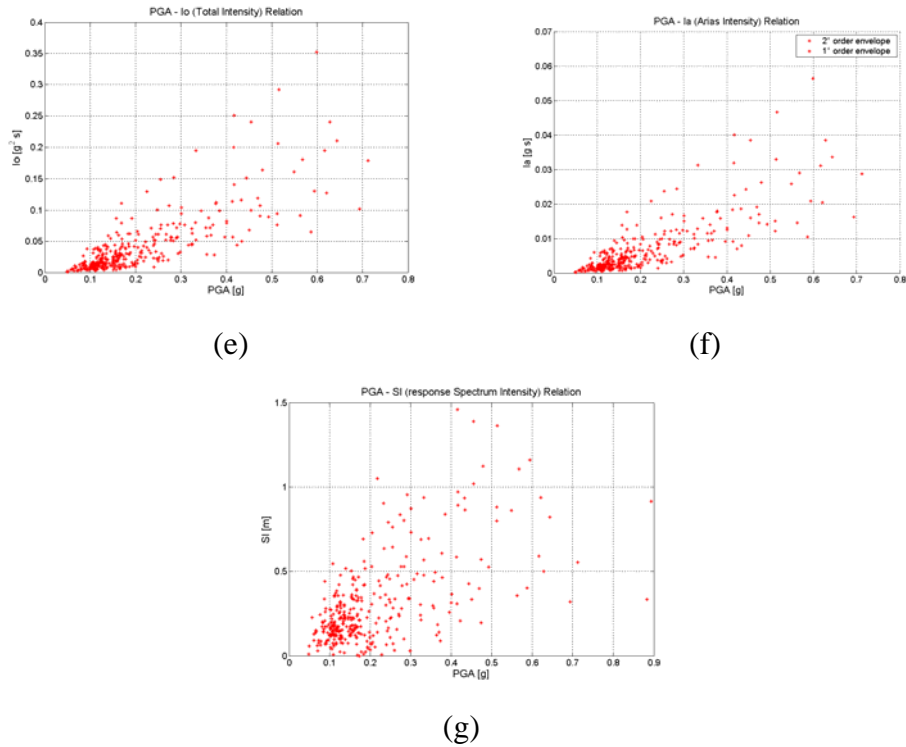 PGA - Io (Total Intensity) Relation
0.4
0.35
0.3
0.25
0.2
0.15
0.1
0.05
0
Io [g² s]
0 0.1 0.2 0.3 0.4 0.5 0.6 0.7 0.8
PGA [g]
(e)
PGA - Ia (Arias Intensity) Relation
0.07
0.06
0.05
0.04
0.03
0.02
0.01
0
Ia [g s]
2° order envelope
1° order envelope
0 0.1 0.2 0.3 0.4 0.5 0.6 0.7 0.8
PGA [g]
(f)
PGA - SI (response Spectrum Intensity) Relation
1.5
1
0.5
0
SI [m]
0 0.1 0.2 0.3 0.4 0.5 0.6 0.7 0.8 0.9
PGA [g]
(g)